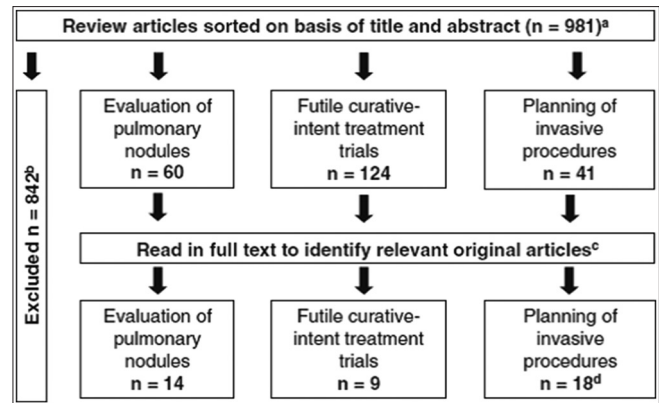 Review articles sorted on basis of title and abstract (n = 981)a
Excluded n = 842b
Evaluation of
pulmonary
nodules
n = 60
Futile curative-
intent treatment
trials
n = 124
Planning of
invasive
procedures
n = 41
Read in full text to identify relevant original articlesc
Evaluation of
pulmonary
nodules
n = 14
Futile curative-
intent treatment
trials
n = 9
Planning of
invasive
procedures
n = 18d